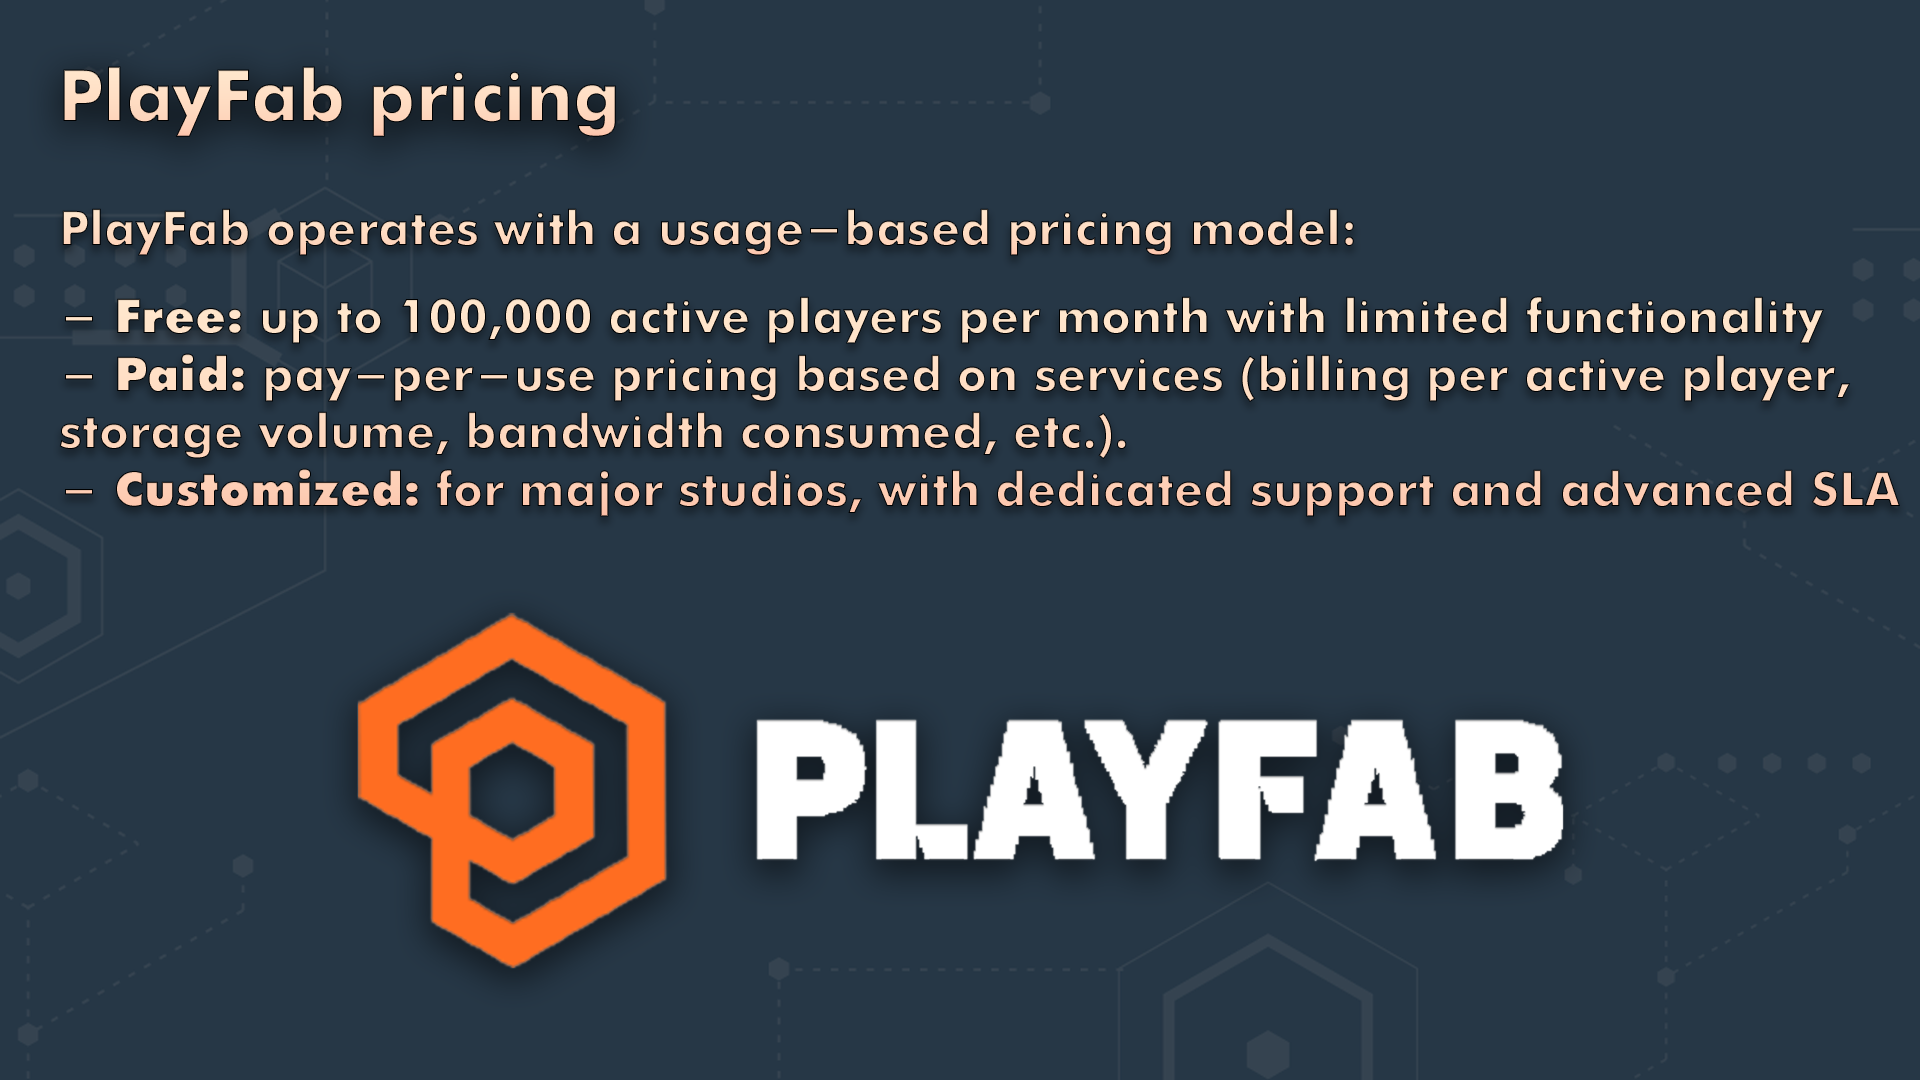 PlayFab pricing
PlayFab operates with a usage–based pricing model:
– Free: up to 100,000 active players per month with limited functionality
– Paid: pay–per–use pricing based on services (billing per active player,
storage volume, bandwidth consumed, etc.).
– Customized: for major studios, with dedicated support and advanced SLA
PLAYFAB